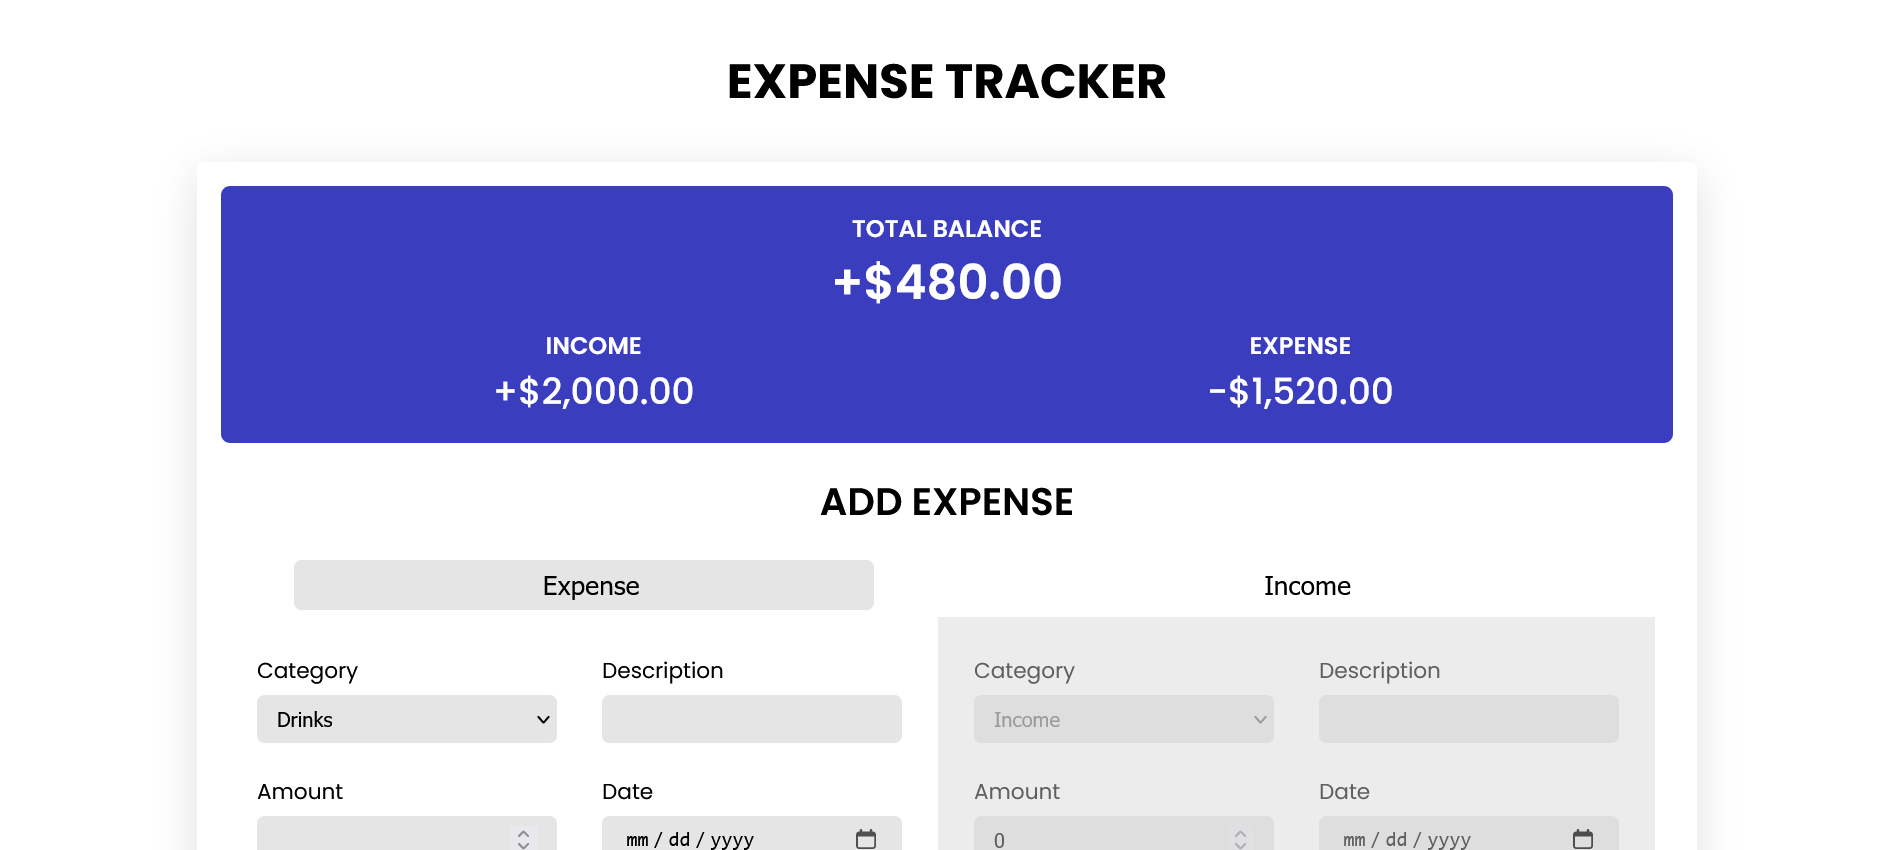 EXPENSE TRACKER
TOTAL BALANCE
+$480.00
INCOME
EXPENSE
+$2,000.00
-$1,520.00
ADD EXPENSE
Expense
Income
Category
Description
Category
Description
Drinks
Income
Amount
Date
Amount
Date
mm / dd / yyyy
0
mm / dd / yyyy